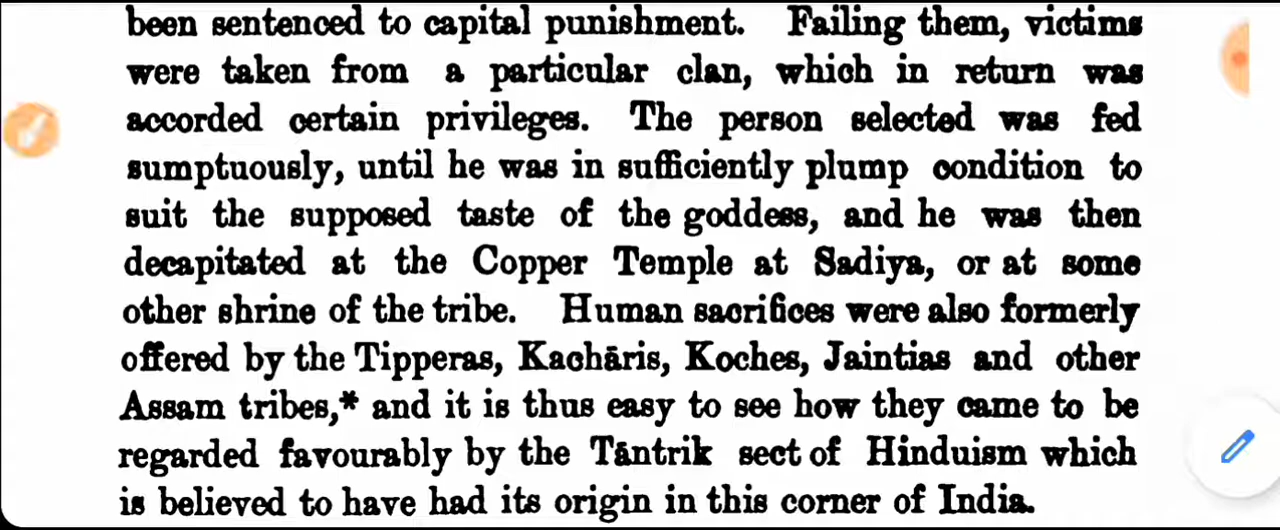 been sentenced to capital punishment. Failing them, victims
were taken from a particular clan, which in return was
accorded certain privileges. The person selected was fed
sumptuously, until he was in sufficiently plump condition to
suit the supposed taste of the goddess, and he was then
decapitated at the Copper Temple at Sadiya, or at some
other shrine of the tribe. Human sacrifices were also formerly
offered by the Tipperas, Kachāris, Koches, Jaintias and other
Assam tribes,* and it is thus easy to see how they came to be
regarded favourably by the Tāntrik sect of Hinduism which
is believed to have had its origin in this corner of India.